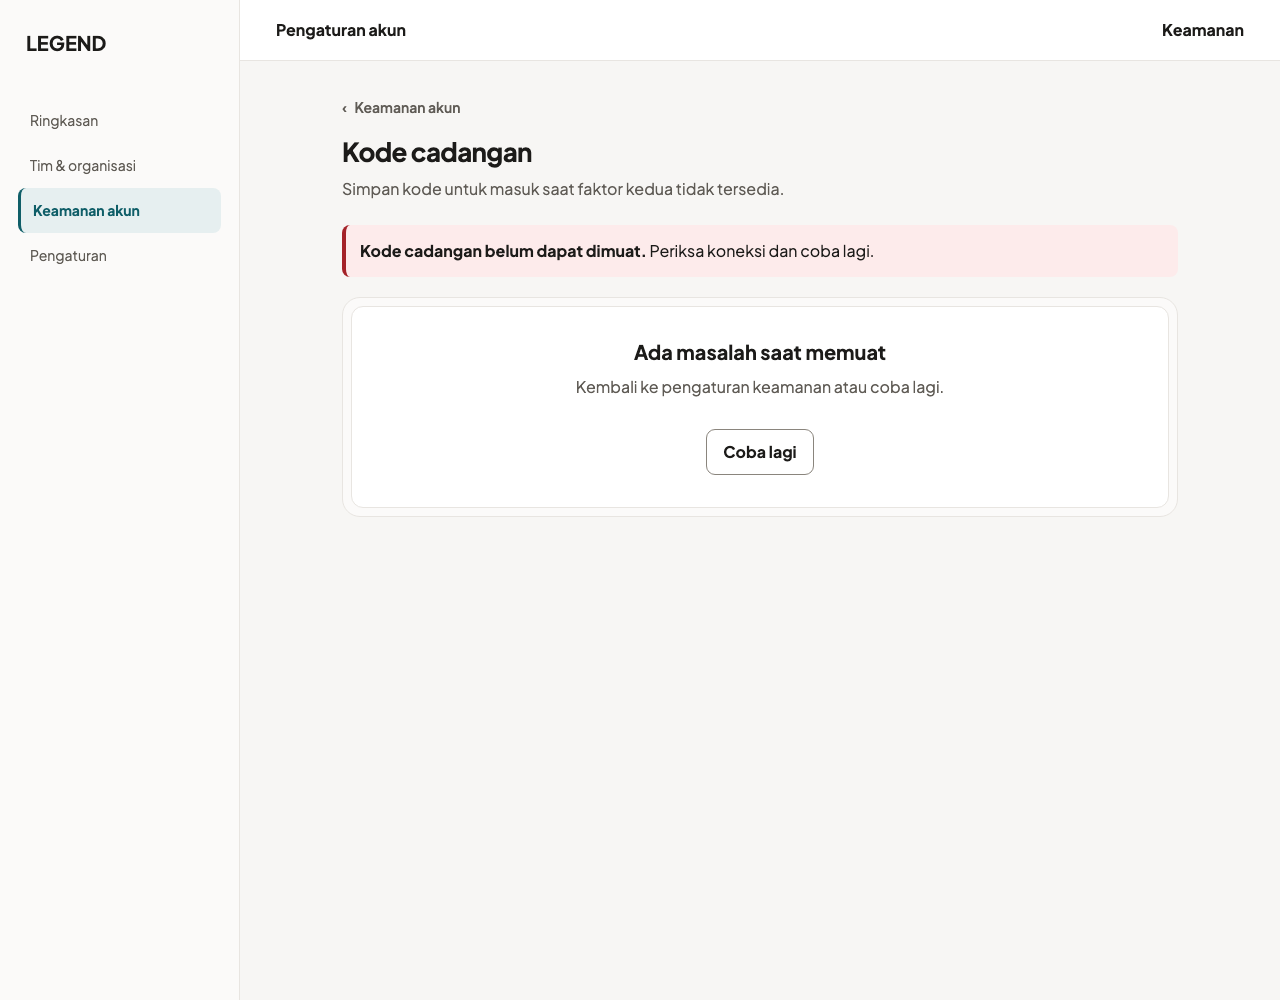 LEGEND
Ringkasan
Tim & organisasi
Keamanan akun
Pengaturan
Pengaturan akun
Keamanan
‹ Keamanan akun
Kode cadangan
Simpan kode untuk masuk saat faktor kedua tidak tersedia.
Kode cadangan belum dapat dimuat. Periksa koneksi dan coba lagi.
Ada masalah saat memuat
Kembali ke pengaturan keamanan atau coba lagi.
Coba lagi